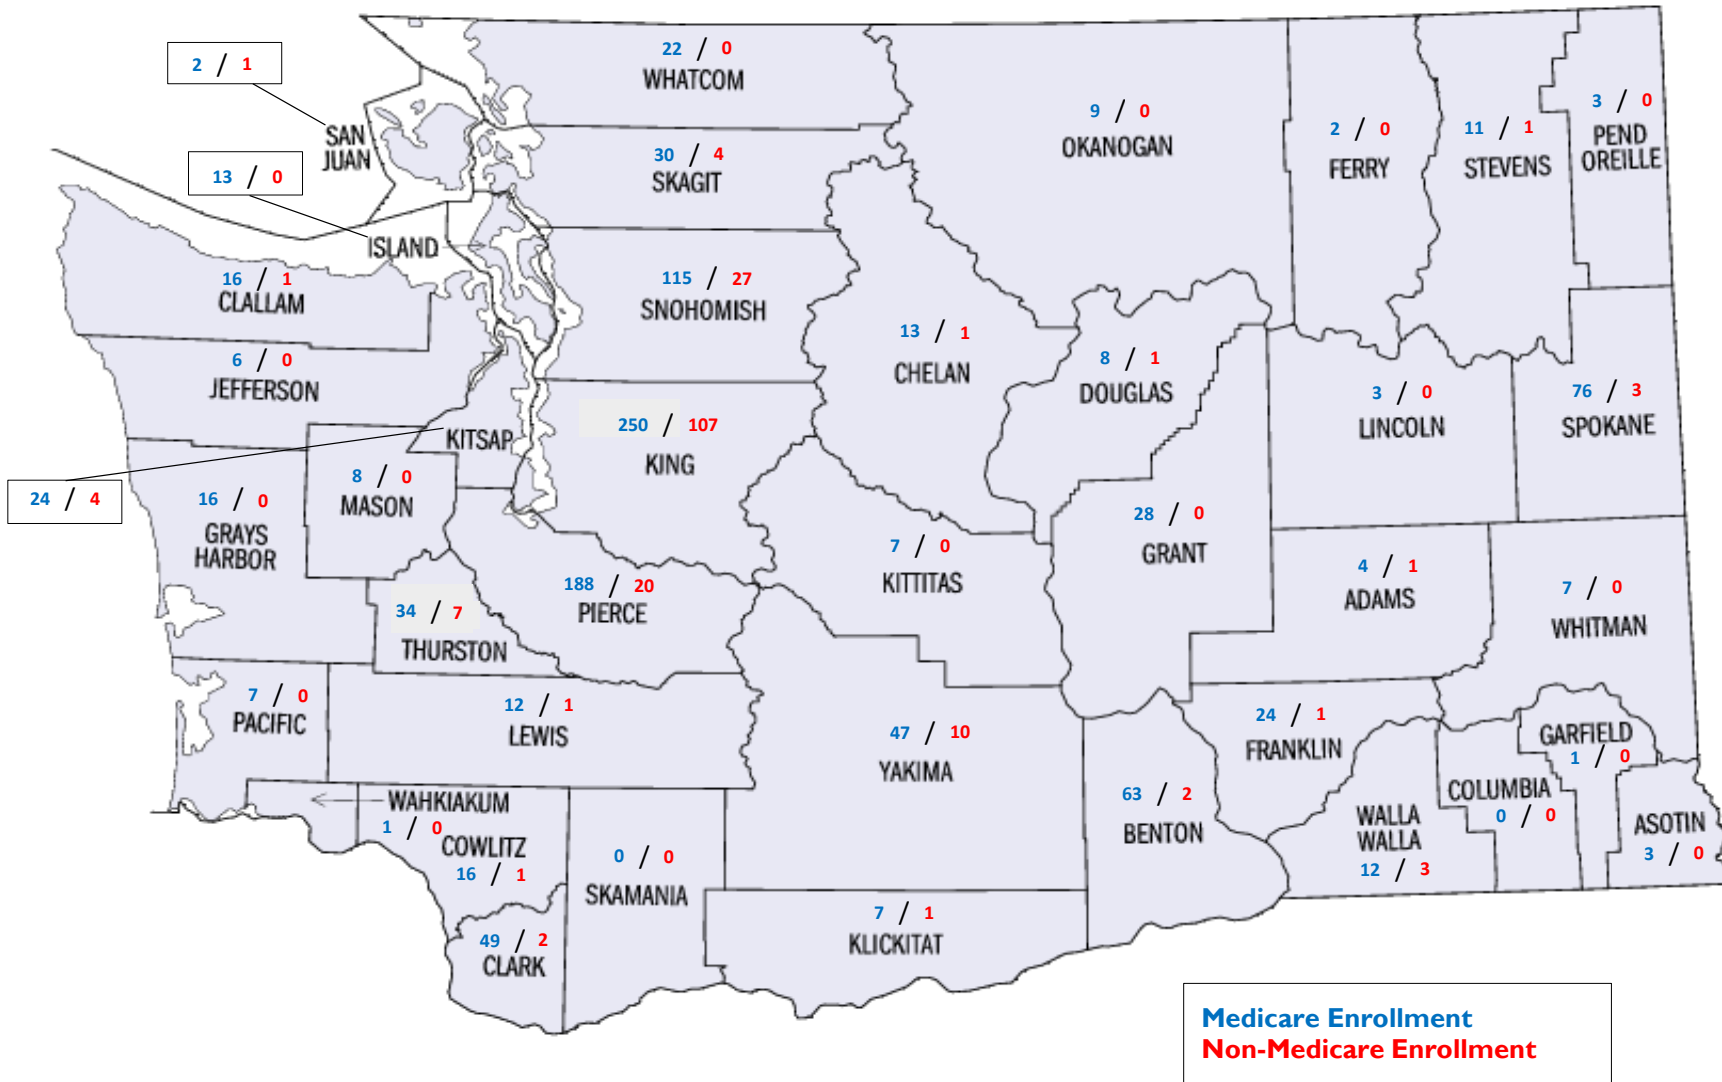 22 / 0
WHATCOM
2 / 1
SAN
JUAN
9 / 0
OKANOGAN
2 / 0
FERRY
11 / 1
STEVENS
3 / 0
PEND
OREILLE
30 / 4
SKAGIT
13 / 0
ISLAND
16 / 1
CLALLAM
115 / 27
SNOHOMISH
6 / 0
JEFFERSON
13 / 1
CHELAN
8 / 1
DOUGLAS
3 / 0
LINCOLN
76 / 3
SPOKANE
250 / 107
KING
KITSAP
24 / 4
8 / 0
MASON
16 / 0
GRAYS
HARBOR
28 / 0
GRANT
7 / 0
KITTITAS
188 / 20
PIERCE
34 / 7
THURSTON
4 / 1
ADAMS
7 / 0
WHITMAN
7 / 0
PACIFIC
12 / 1
LEWIS
47 / 10
YAKIMA
24 / 1
FRANKLIN
GARFIELD
1 / 0
COLUMBIA
0 / 0
WAHKIAKUM
1 / 0
COWLITZ
16 / 1
63 / 2
BENTON
WALLA
WALLA
12 / 3
ASOTIN
3 / 0
0 / 0
SKAMANIA
7 / 1
KLICKITAT
49 / 2
CLARK
Medicare Enrollment
Non-Medicare Enrollment